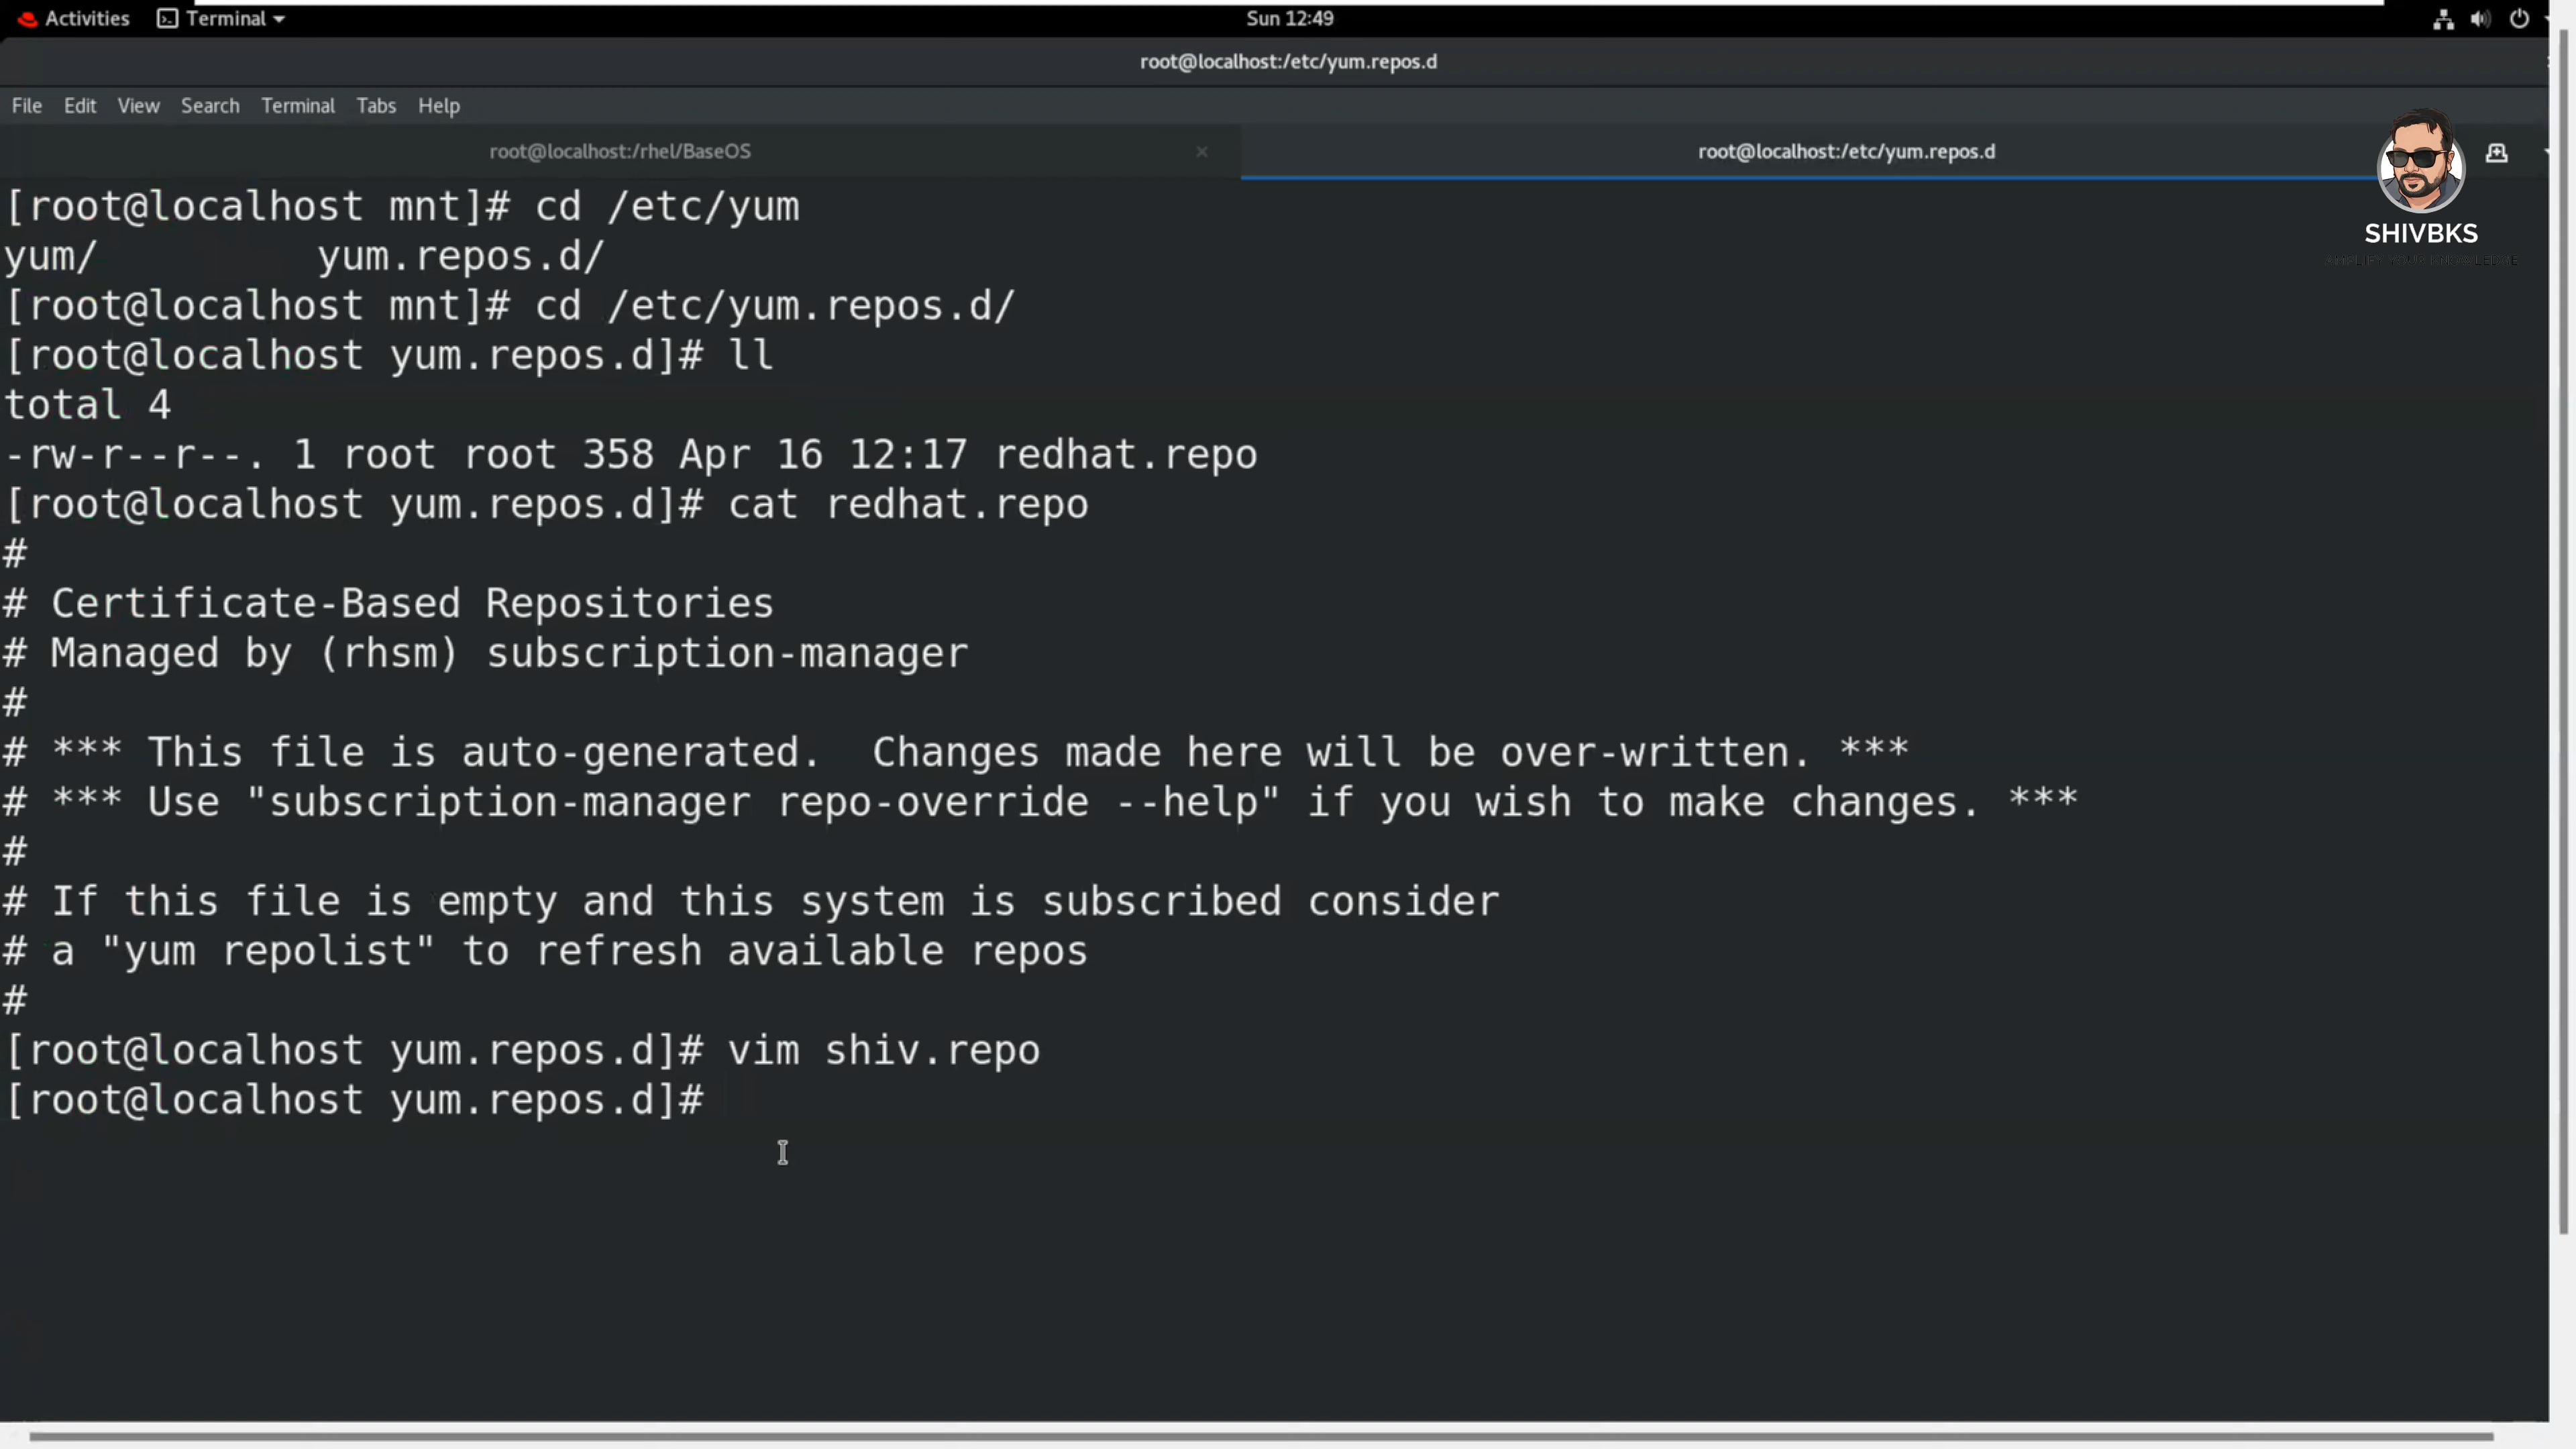 Activities Terminal Sun 12:49
root@localhost:/etc/yum.repos.d
File Edit View Search Terminal Tabs Help
root@localhost:/rhel/BaseOS × root@localhost:/etc/yum.repos.d
SHIVBKS
[root@localhost mnt]# cd /etc/yum
yum/ yum.repos.d/
[root@localhost mnt]# cd /etc/yum.repos.d/
[root@localhost yum.repos.d]# ll
total 4
-rw-r--r--. 1 root root 358 Apr 16 12:17 redhat.repo
[root@localhost yum.repos.d]# cat redhat.repo
#
# Certificate-Based Repositories
# Managed by (rhsm) subscription-manager
#
# *** This file is auto-generated.  Changes made here will be over-written. ***
# *** Use "subscription-manager repo-override --help" if you wish to make changes. ***
#
# If this file is empty and this system is subscribed consider
# a "yum repolist" to refresh available repos
#
[root@localhost yum.repos.d]# vim shiv.repo
[root@localhost yum.repos.d]#